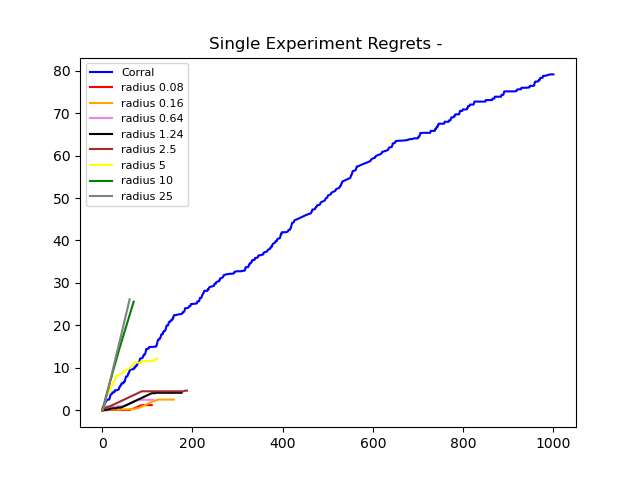 Single Experiment Regrets -
80
70
60
50
40
30
20
10
0
Corral
radius 0.08
radius 0.16
radius 0.64
radius 1.24
radius 2.5
radius 5
radius 10
radius 25
0 200 400 600 800 1000